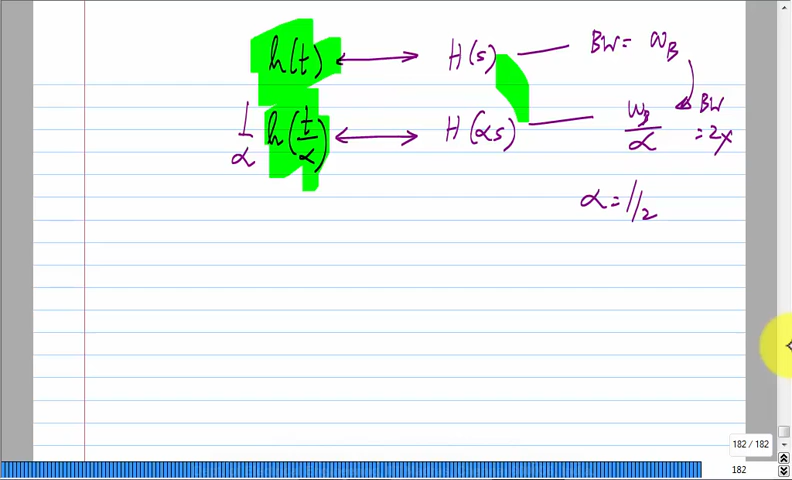 h(t) ⟷ H(s) — BW = ω_B
1/α h(t/α) ⟷ H(αs) — ω_B/α BW = 2x
α = 1/2
182 / 182
182